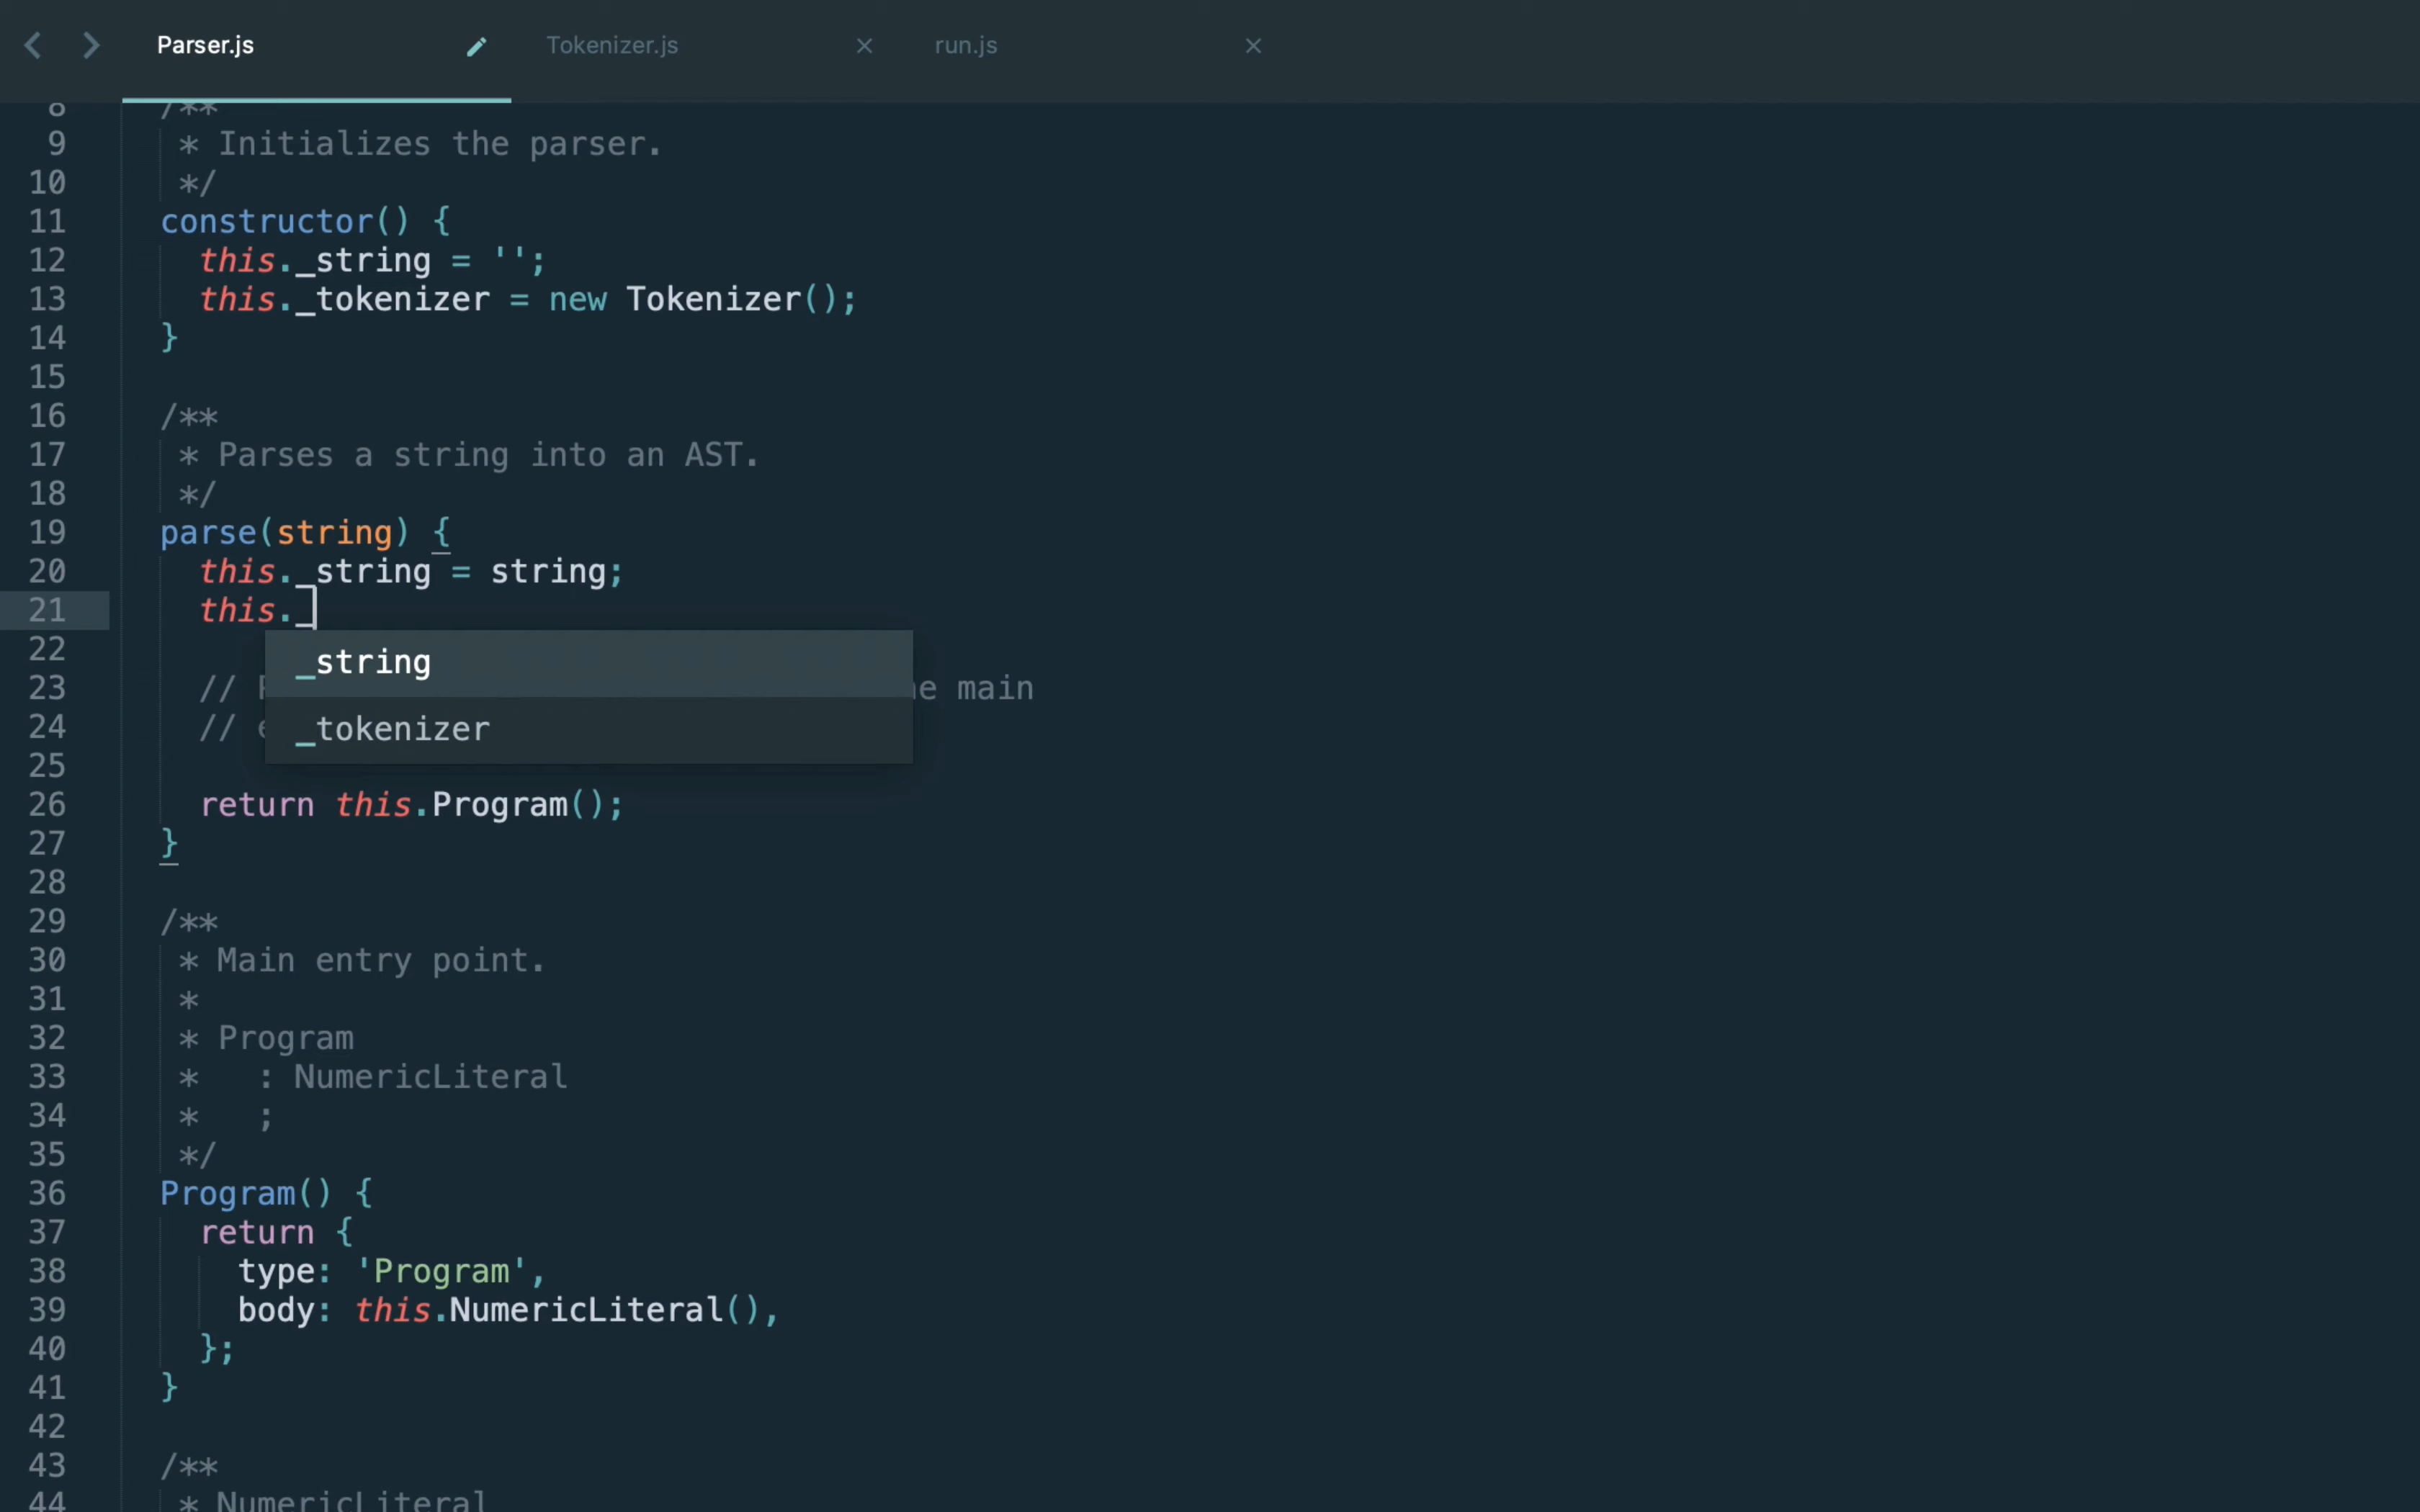 Parser.js Tokenizer.js run.js
8 /**
9 * Initializes the parser.
10 */
11 constructor() {
12 this._string = '';
13 this._tokenizer = new Tokenizer();
14 }
15
16 /**
17 * Parses a string into an AST.
18 */
19 parse(string) {
20 this._string = string;
21 this._
22
_string
23 // main
24 //
_tokenizer
25
26 return this.Program();
27 }
28
29 /**
30 * Main entry point.
31 *
32 * Program
33 * : NumericLiteral
34 * ;
35 */
36 Program() {
37 return {
38 type: 'Program',
39 body: this.NumericLiteral(),
40 };
41 }
42
43 /**
44 * NumericLiteral